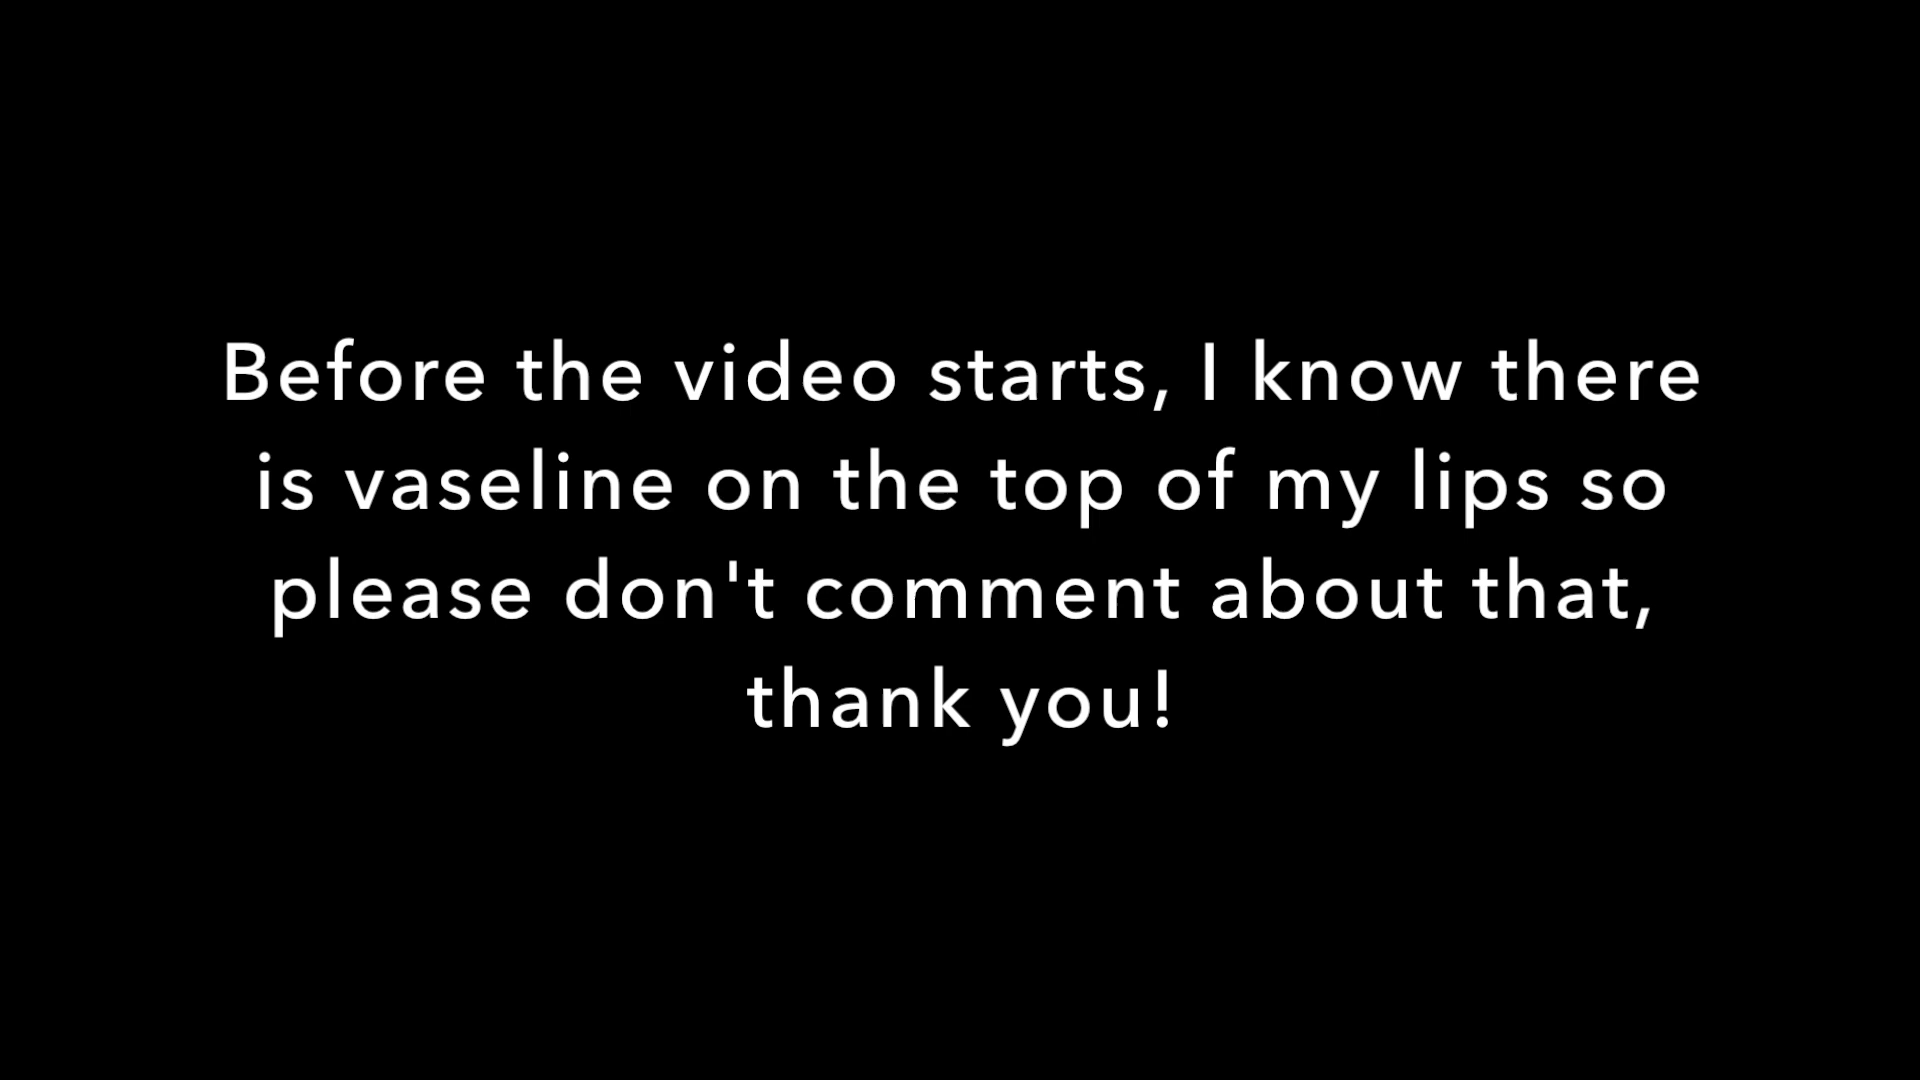 Before the video starts, I know there
is vaseline on the top of my lips so
please don't comment about that,
thank you!